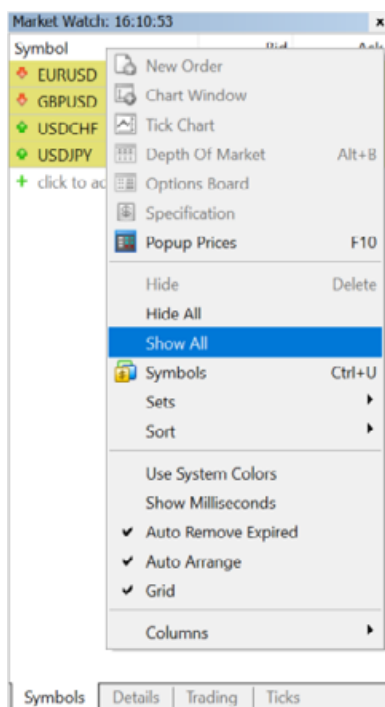 Market Watch: 16:10:53 x
Symbol Bid Ask
EURUSD New Order
GBPUSD Chart Window
USDCHF Tick Chart
USDJPY Depth Of Market Alt+B
click to ad Options Board
Specification
Popup Prices F10
Hide Delete
Hide All
Show All
Symbols Ctrl+U
Sets
Sort
Use System Colors
Show Milliseconds
Auto Remove Expired
Auto Arrange
Grid
Columns
Symbols Details Trading Ticks